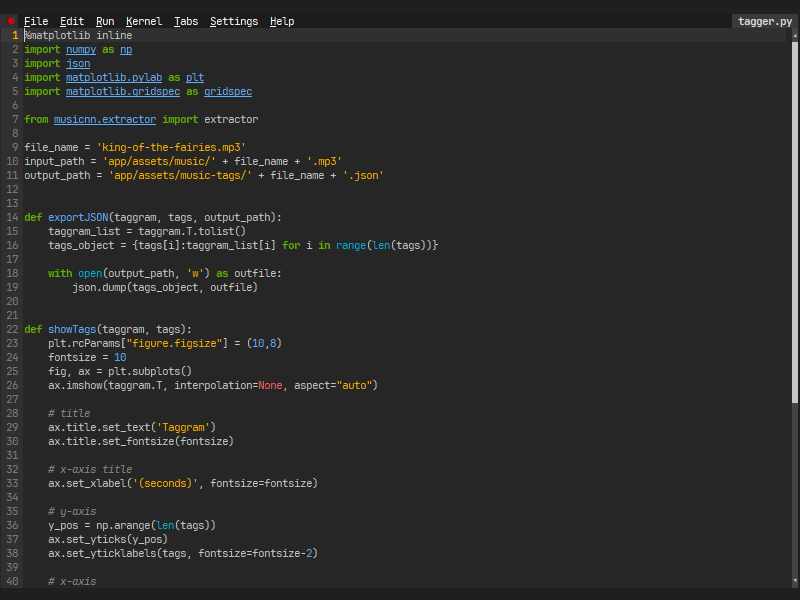 File Edit Run Kernel Tabs Settings Help tagger.py
1 %matplotlib inline
2 import numpy as np
3 import json
4 import matplotlib.pylab as plt
5 import matplotlib.gridspec as gridspec
6
7 from musicnn.extractor import extractor
8
9 file_name = 'king-of-the-fairies.mp3'
10 input_path = 'app/assets/music/' + file_name + '.mp3'
11 output_path = 'app/assets/music-tags/' + file_name + '.json'
12
13
14 def exportJSON(taggram, tags, output_path):
15     taggram_list = taggram.T.tolist()
16     tags_object = {tags[i]:taggram_list[i] for i in range(len(tags))}
17
18     with open(output_path, 'w') as outfile:
19         json.dump(tags_object, outfile)
20
21
22 def showTags(taggram, tags):
23     plt.rcParams["figure.figsize"] = (10,8)
24     fontsize = 10
25     fig, ax = plt.subplots()
26     ax.imshow(taggram.T, interpolation=None, aspect="auto")
27
28     # title
29     ax.title.set_text('Taggram')
30     ax.title.set_fontsize(fontsize)
31
32     # x-axis title
33     ax.set_xlabel('(seconds)', fontsize=fontsize)
34
35     # y-axis
36     y_pos = np.arange(len(tags))
37     ax.set_yticks(y_pos)
38     ax.set_yticklabels(tags, fontsize=fontsize-2)
39
40     # x-axis